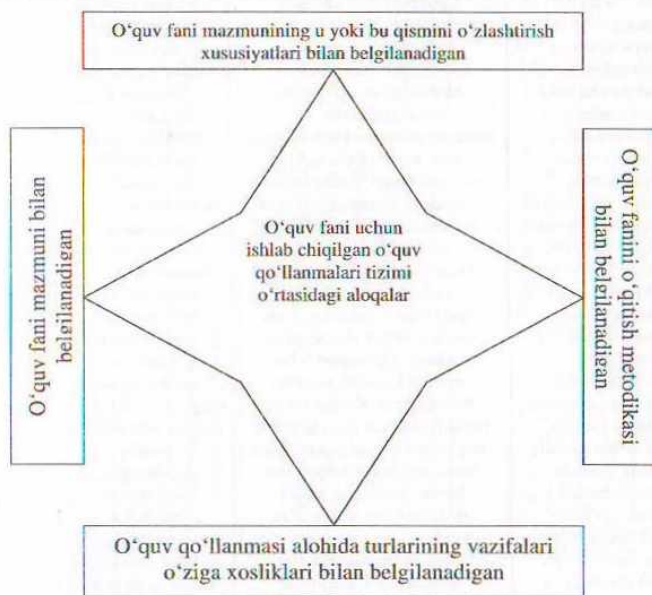 O‘quv fani mazmunining u yoki bu qismini o‘zlashtirish
xususiyatlari bilan belgilanadigan
O‘quv fani mazmuni bilan
belgilanadigan
O‘quv fani uchun
ishlab chiqilgan o‘quv
qo‘llanmalari tizimi
o‘rtasidagi aloqalar
O‘quv fanini o‘qitish metodikasi
bilan belgilanadigan
O‘quv qo‘llanmasi alohida turlarining vazifalari
o‘ziga xosliklari bilan belgilanadigan